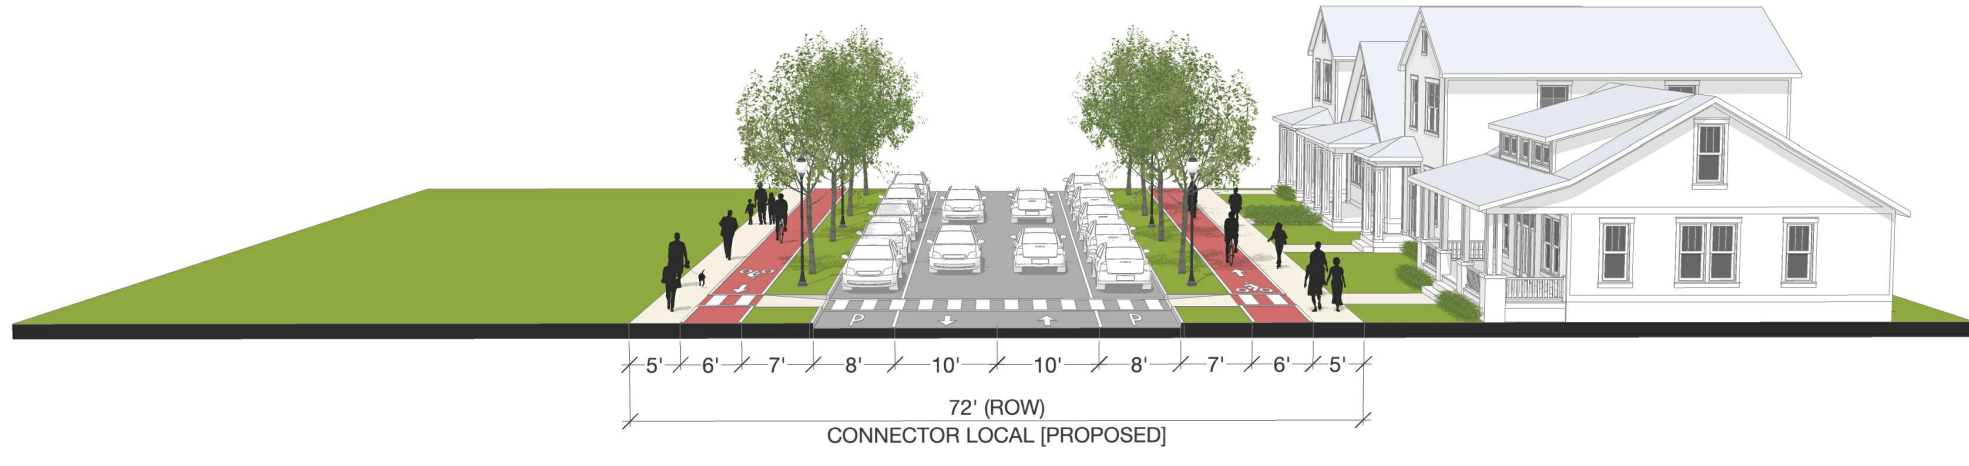 P P
5' 6' 7' 8' 10' 10' 8' 7' 6' 5'
72' (ROW)
CONNECTOR LOCAL [PROPOSED]